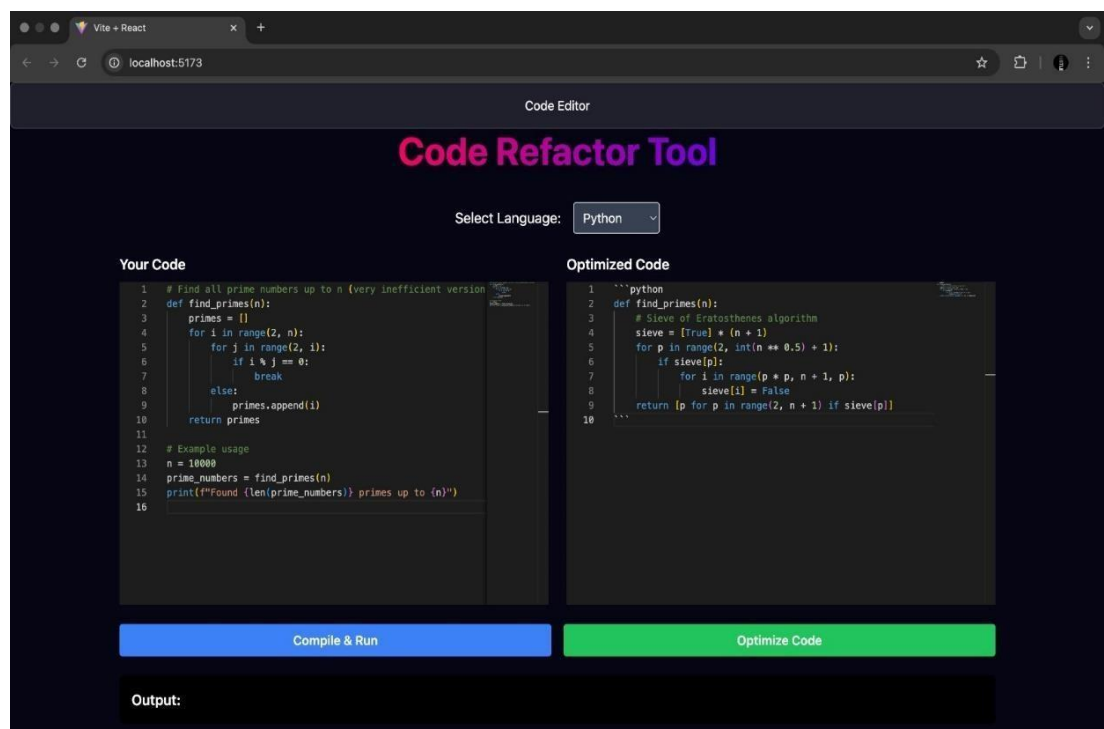 Vite + React
localhost:5173
Code Editor
Code Refactor Tool
Select Language: Python
Your Code
1 # Find all prime numbers up to n (very inefficient version
2 def find_primes(n):
3 primes = []
4 for i in range(2, n):
5 for j in range(2, i):
6 if i % j == 0:
7 break
8 else:
9 primes.append(i)
10 return primes
11
12 # Example usage
13 n = 10000
14 prime_numbers = find_primes(n)
15 print(f"Found {len(prime_numbers)} primes up to {n}")
16
Optimized Code
1 ```python
2 def find_primes(n):
3 # Sieve of Eratosthenes algorithm
4 sieve = [True] * (n + 1)
5 for p in range(2, int(n ** 0.5) + 1):
6 if sieve[p]:
7 for i in range(p * p, n + 1, p):
8 sieve[i] = False
9 return [p for p in range(2, n + 1) if sieve[p]]
10 ```
Compile & Run
Optimize Code
Output: